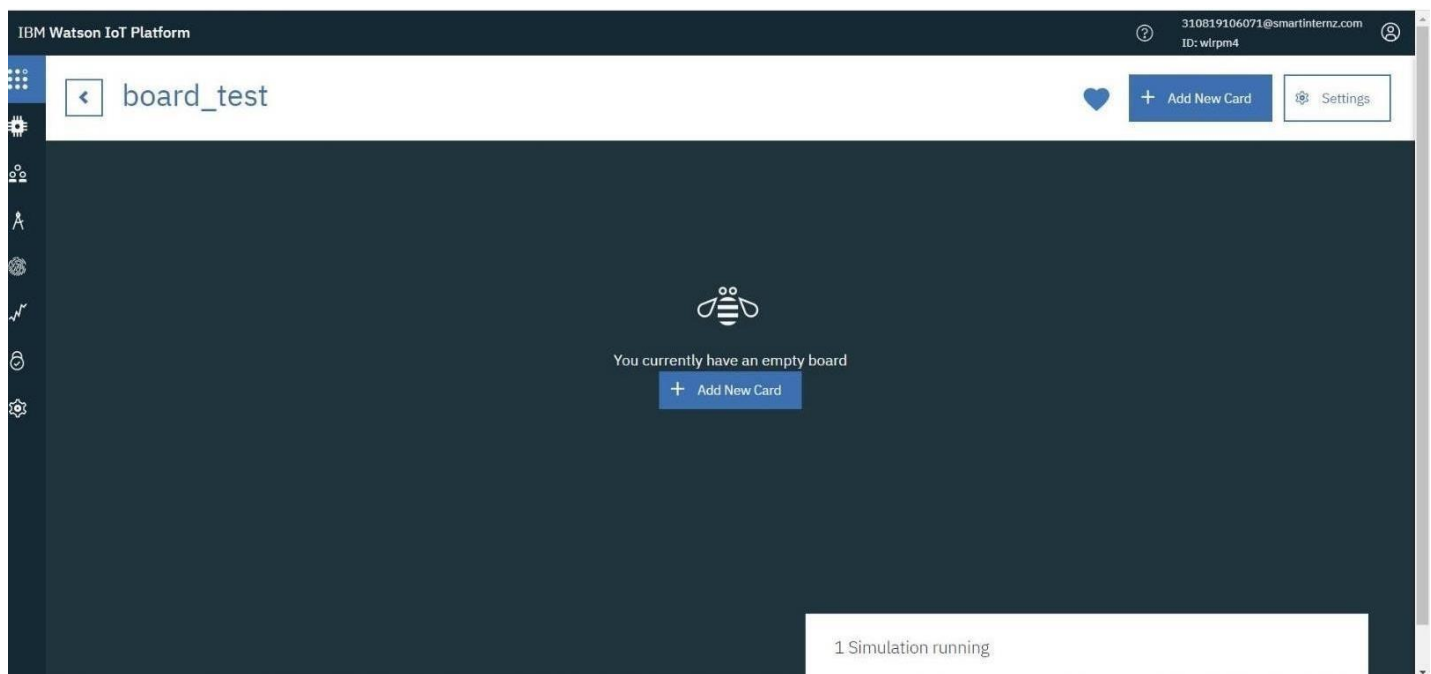 IBM Watson IoT Platform
310819106071@smartinternz.com
ID: wlrpm4
board_test
+ Add New Card
Settings
You currently have an empty board
+ Add New Card
1 Simulation running